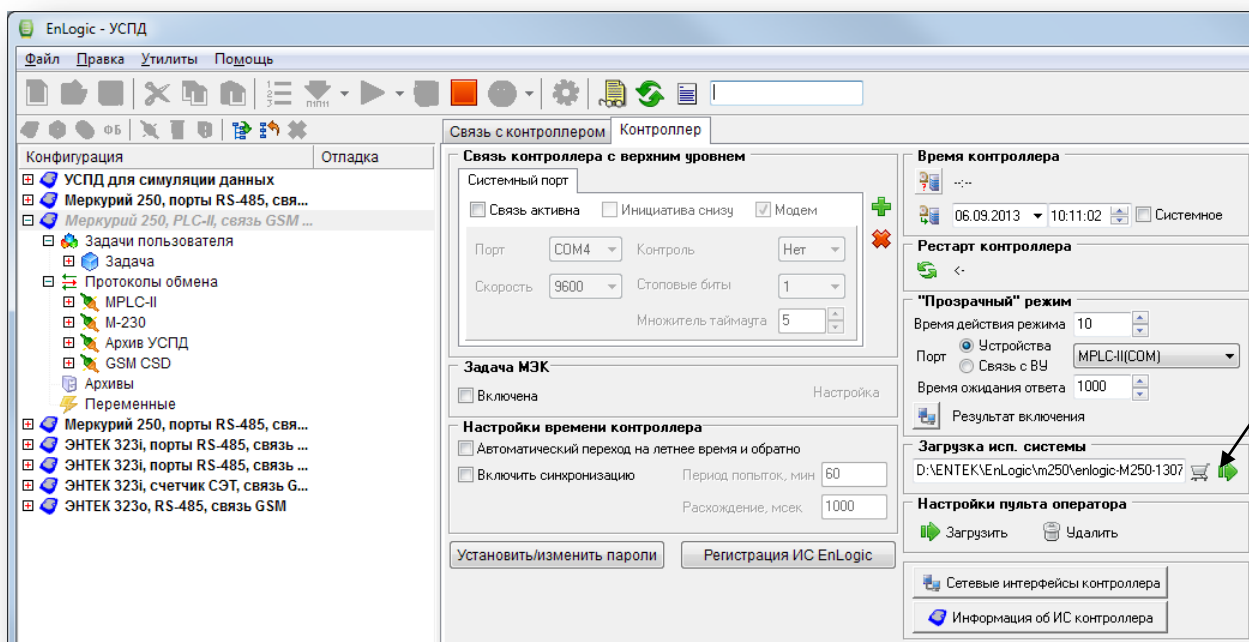 EnLogic - УСПД
Файл Правка Утилиты Помощь
ФБ
Связь с контроллером Контроллер
Конфигурация Отладка
УСПД для симуляции данных
Меркурий 250, порты RS-485, свя...
Меркурий 250, PLC-II, связь GSM ...
Задачи пользователя
Задача
Протоколы обмена
MPLC-II
M-230
Архив УСПД
GSM CSD
Архивы
Переменные
Меркурий 250, порты RS-485, свя...
ЭНТЕК 323i, порты RS-485, связь ...
ЭНТЕК 323i, порты RS-485, связь ...
ЭНТЕК 323i, счетчик СЭТ, связь G...
ЭНТЕК 323o, RS-485, связь GSM
Связь контроллера с верхним уровнем
Системный порт
Связь активна Инициатива снизу Модем
Порт COM4 Контроль Нет
Скорость 9600 Стоповые биты 1
Множитель таймаута 5
Задача МЭК
Включена Настройка
Настройки времени контроллера
Автоматический переход на летнее время и обратно
Включить синхронизацию Период попыток, мин 60
Расхождение, мсек 1000
Установить/изменить пароли Регистрация ИС EnLogic
Время контроллера
--:--
06.09.2013 10:11:02 Системное
Рестарт контроллера
<-
"Прозрачный" режим
Время действия режима 10
Порт Устройства MPLC-II(COM)
Связь с ВУ
Время ожидания ответа 1000
Результат включения
Загрузка исп. системы
D:\ENTEK\EnLogic\m250\enlogic-M250-1307
Настройки пульта оператора
Загрузить Удалить
Сетевые интерфейсы контроллера
Информация об ИС контроллера